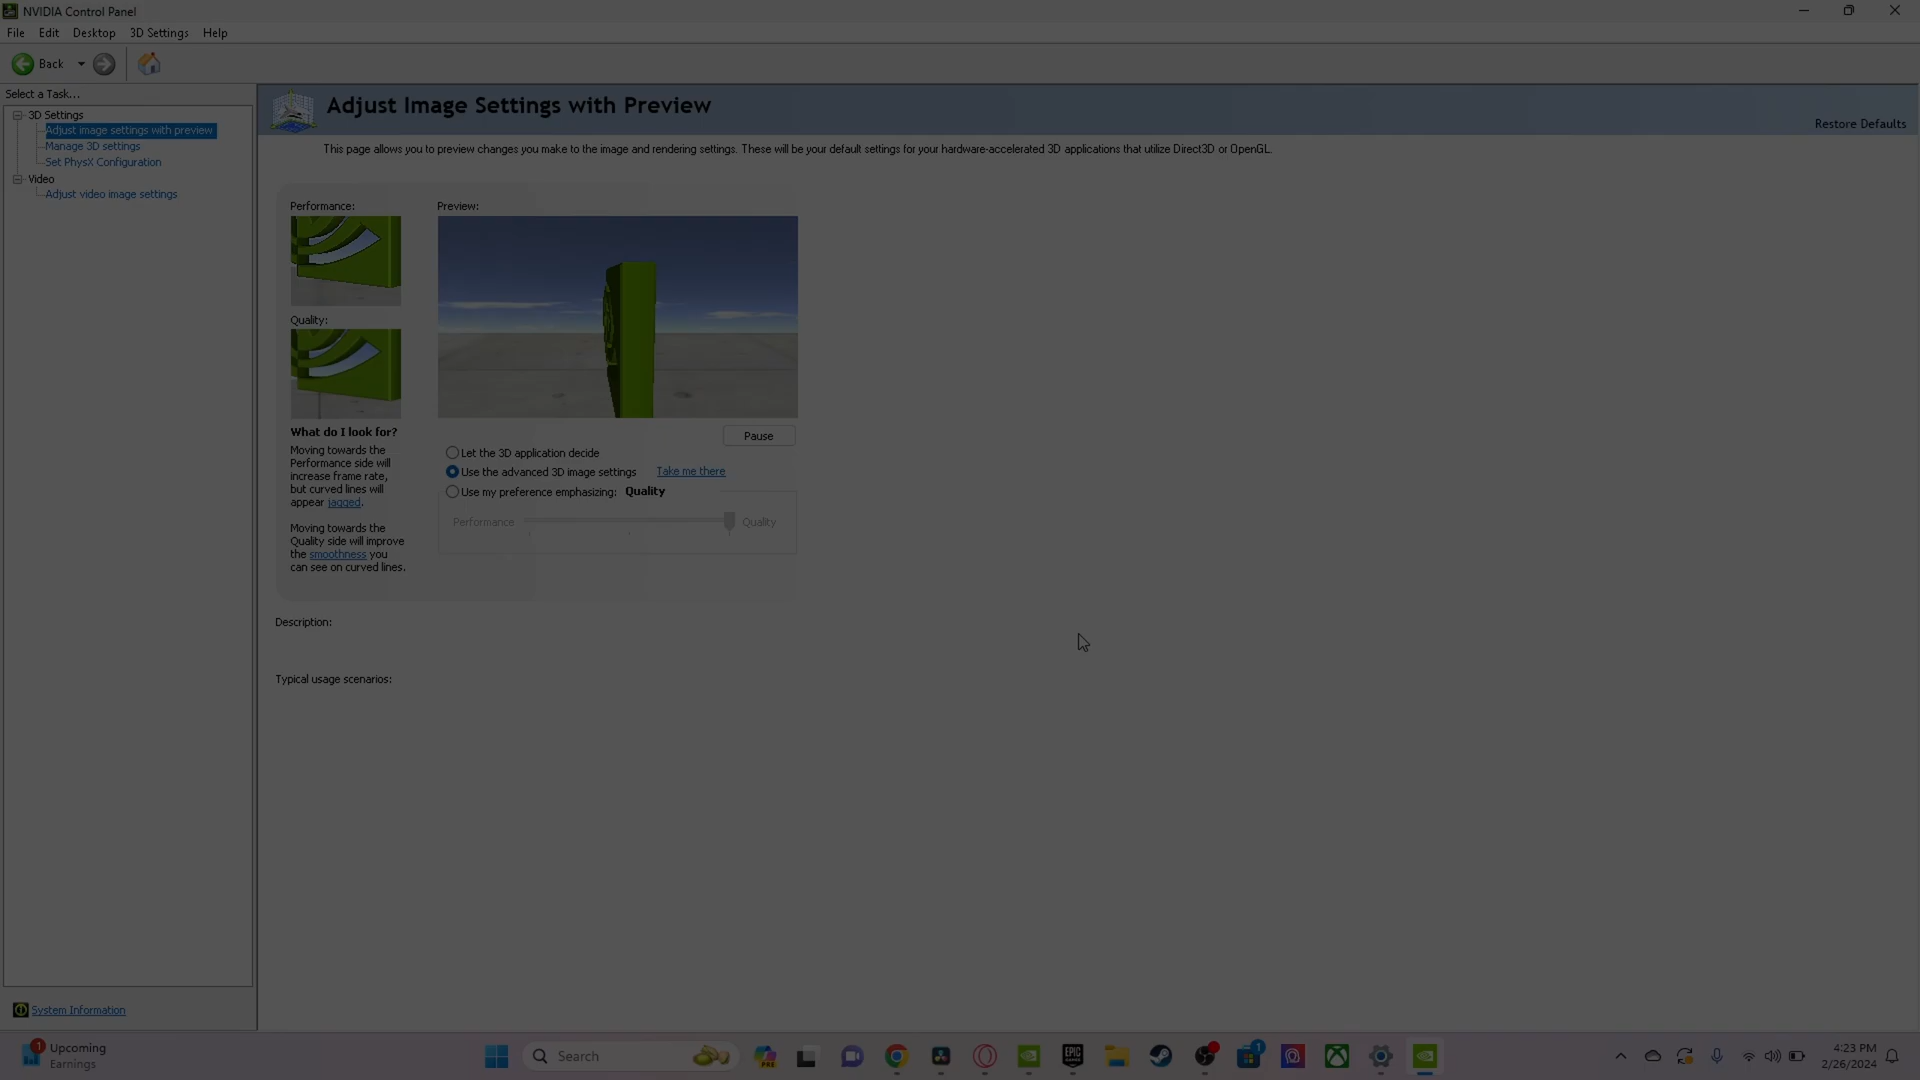 NVIDIA Control Panel
File Edit Desktop 3D Settings Help
Back
Select a Task...
3D Settings
Adjust image settings with preview
Manage 3D settings
Set PhysX Configuration
Video
Adjust video image settings
System Information
Adjust Image Settings with Preview
Restore Defaults
This page allows you to preview changes you make to the image and rendering settings. These will be your default settings for your hardware-accelerated 3D applications that utilize Direct3D or OpenGL.
Performance:
Quality:
What do I look for?
Moving towards the
Performance side will
increase frame rate,
but curved lines will
appear jagged.
Moving towards the
Quality side will improve
the smoothness you
can see on curved lines.
Preview:
Pause
Let the 3D application decide
Use the advanced 3D image settings Take me there
Use my preference emphasizing: Quality
Performance Quality
Description:
Typical usage scenarios:
1
Upcoming
Earnings
Search
PRE
EPIC
GAMES
1
4:23 PM
2/26/2024